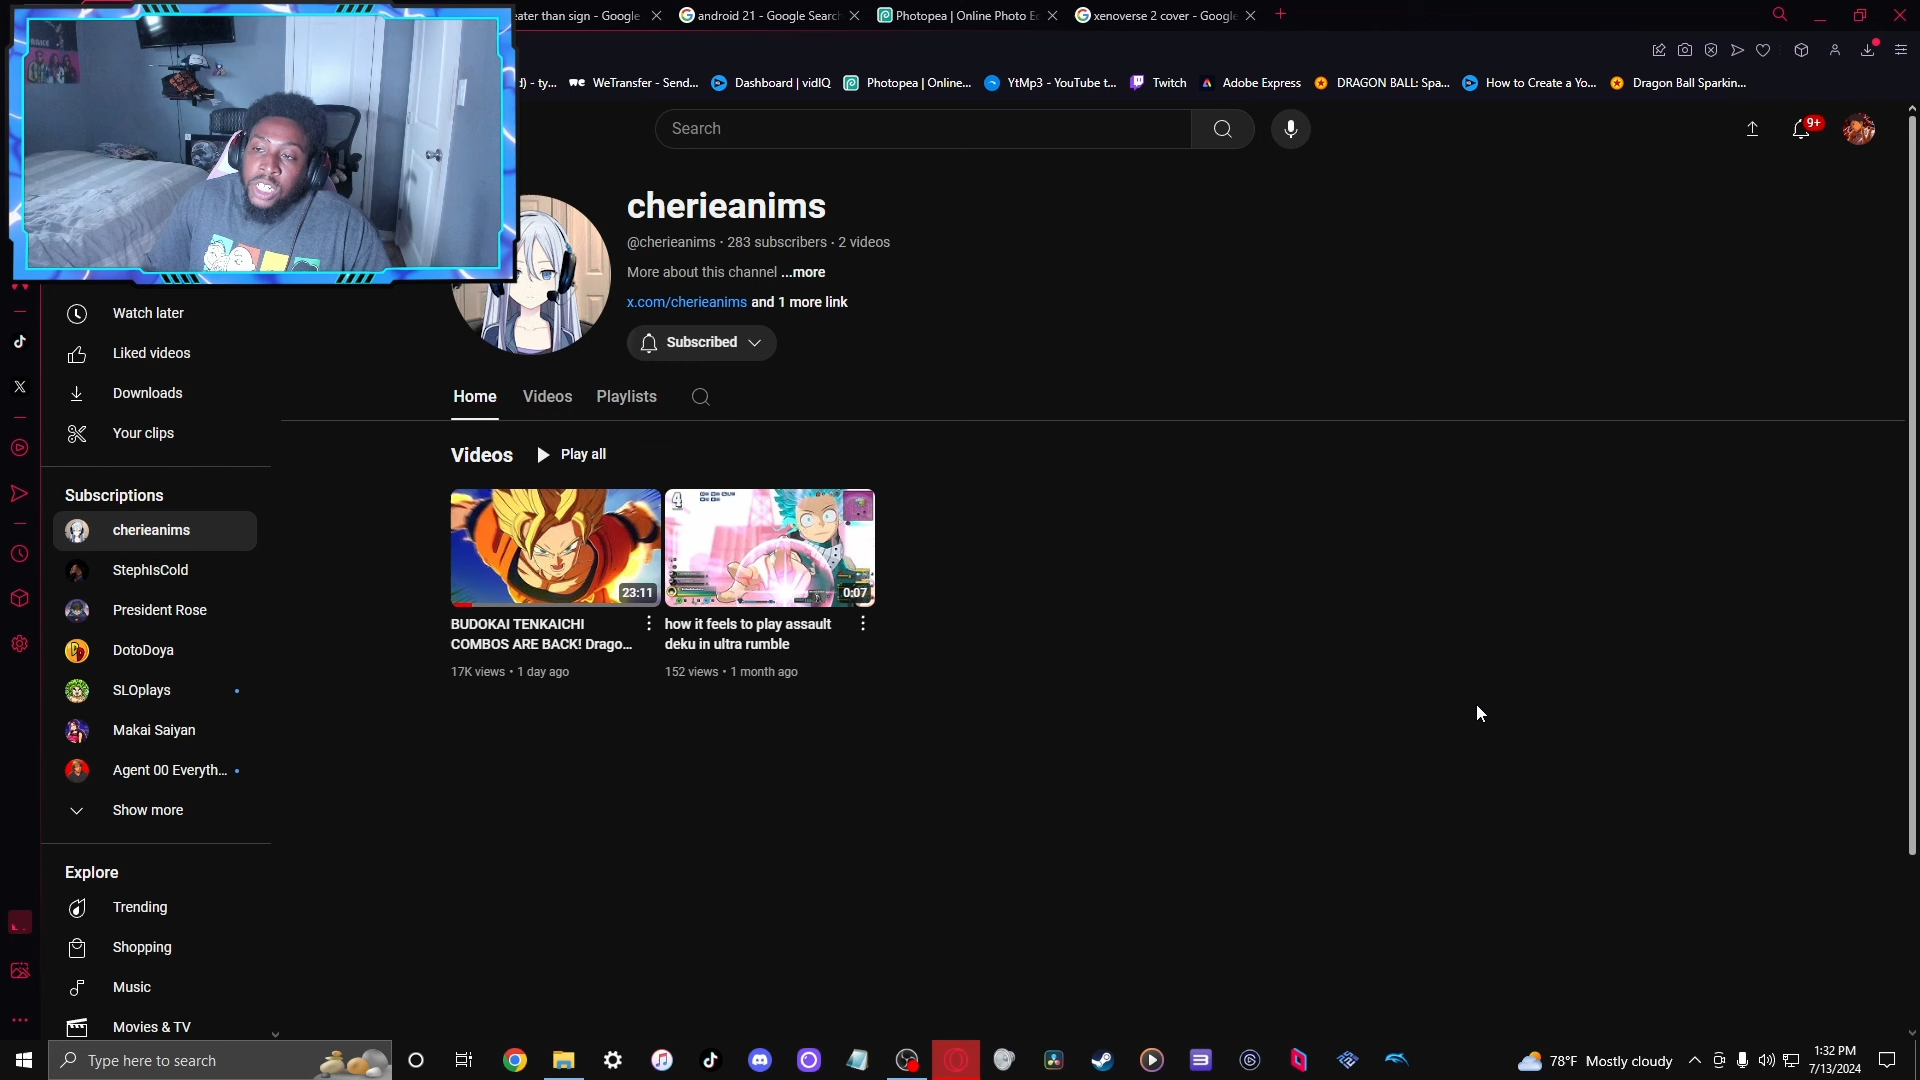 eater than sign - Google
android 21 - Google Search
Photopea | Online Photo E
xenoverse 2 cover - Google
d) - ty...
WeTransfer - Send...
Dashboard | vidIQ
Photopea | Online...
YtMp3 - YouTube t...
Twitch
Adobe Express
DRAGON BALL: Spa...
How to Create a Yo...
Dragon Ball Sparkin...
Search
9+
cherieanims
@cherieanims · 283 subscribers · 2 videos
More about this channel ...more
x.com/cherieanims and 1 more link
Subscribed
Home
Videos
Playlists
Watch later
Liked videos
Downloads
Your clips
Subscriptions
cherieanims
StephIsCold
President Rose
DotoDoya
SLOplays
Makai Saiyan
Agent 00 Everyth...
Show more
Explore
Trending
Shopping
Music
Movies & TV
Videos
Play all
23:11
BUDOKAI TENKAICHI
COMBOS ARE BACK! Drago...
17K views • 1 day ago
4
0:07
how it feels to play assault
deku in ultra rumble
152 views • 1 month ago
Type here to search
78°F Mostly cloudy
1:32 PM
7/13/2024